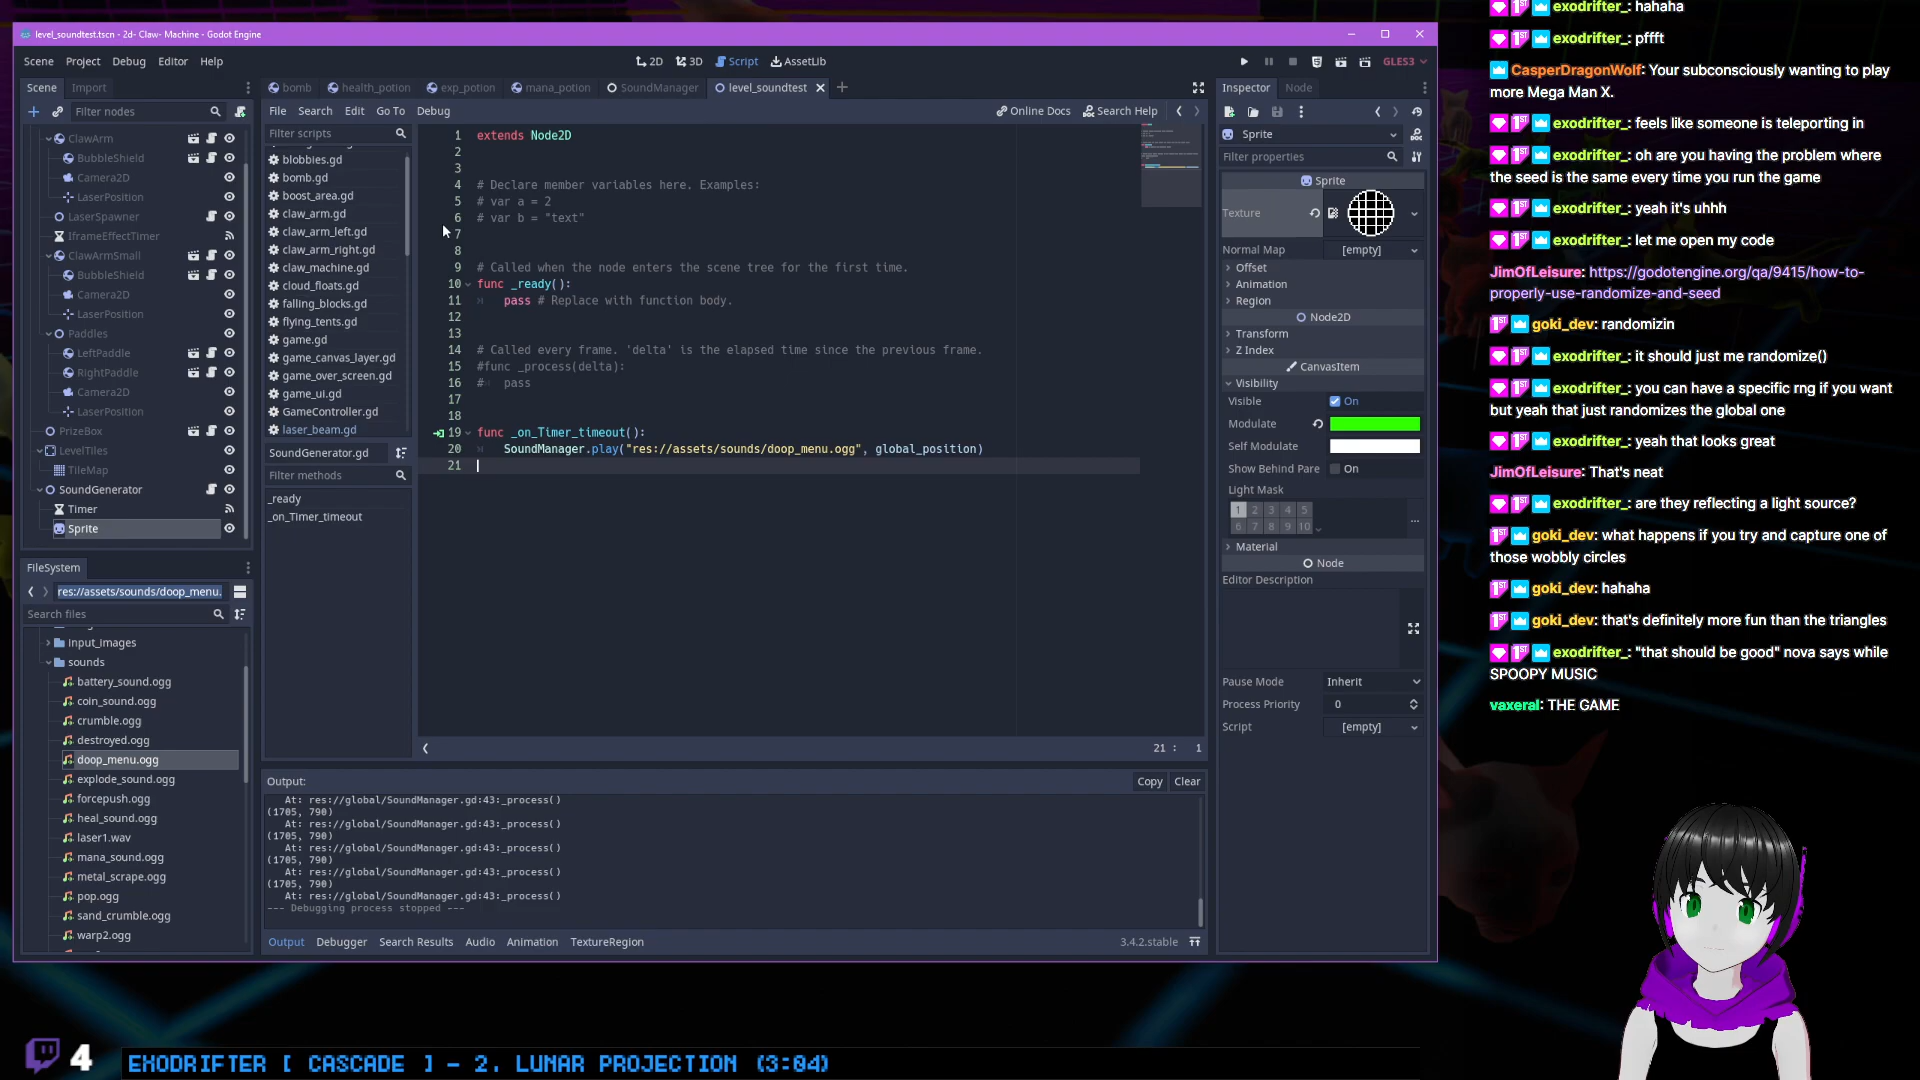 level_soundtest.tscn - 2d- Claw- Machine - Godot Engine
Scene Project Debug Editor Help
2D 3D Script AssetLib
GLES3
Scene Import
Filter nodes
ClawArm
BubbleShield
Camera2D
LaserPosition
LaserSpawner
IframeEffectTimer
ClawArmSmall
BubbleShield
Camera2D
LaserPosition
Paddles
LeftPaddle
RightPaddle
Camera2D
LaserPosition
PrizeBox
LevelTiles
TileMap
SoundGenerator
Timer
Sprite
FileSystem
res://assets/sounds/doop_menu.
Search files
input_images
sounds
battery_sound.ogg
coin_sound.ogg
crumble.ogg
destroyed.ogg
doop_menu.ogg
explode_sound.ogg
forcepush.ogg
heal_sound.ogg
laser1.wav
mana_sound.ogg
metal_scrape.ogg
pop.ogg
sand_crumble.ogg
warp2.ogg
bomb health_potion exp_potion mana_potion SoundManager level_soundtest
File Search Edit Go To Debug
Online Docs Search Help
Filter scripts
blobbies.gd
bomb.gd
boost_area.gd
claw_arm.gd
claw_arm_left.gd
claw_arm_right.gd
claw_machine.gd
cloud_floats.gd
falling_blocks.gd
flying_tents.gd
game.gd
game_canvas_layer.gd
game_over_screen.gd
game_ui.gd
GameController.gd
laser_beam.gd
SoundGenerator.gd
Filter methods
_ready
_on_Timer_timeout
1 extends Node2D
2
3
4 # Declare member variables here. Examples:
5 # var a = 2
6 # var b = "text"
7
8
9 # Called when the node enters the scene tree for the first time.
10 func _ready():
11 pass # Replace with function body.
12
13
14 # Called every frame. 'delta' is the elapsed time since the previous frame.
15 #func _process(delta):
16 # pass
17
18
19 func _on_Timer_timeout():
20 SoundManager.play("res://assets/sounds/doop_menu.ogg", global_position)
21
21 : 1
Output:
Copy Clear
At: res://global/SoundManager.gd:43:_process()
(1705, 790)
At: res://global/SoundManager.gd:43:_process()
(1705, 790)
At: res://global/SoundManager.gd:43:_process()
(1705, 790)
At: res://global/SoundManager.gd:43:_process()
(1705, 790)
At: res://global/SoundManager.gd:43:_process()
--- Debugging process stopped ---
Output Debugger Search Results Audio Animation TextureRegion
3.4.2.stable
Inspector Node
Sprite
Filter properties
Sprite
Texture
Normal Map [empty]
Offset
Animation
Region
Node2D
Transform
Z Index
CanvasItem
Visibility
Visible On
Modulate
Self Modulate
Show Behind Pare On
Light Mask
1 2 3 4 5
6 7 8 9 10
Material
Node
Editor Description
Pause Mode Inherit
Process Priority 0
Script [empty]
exodrifter_: hahaha
exodrifter_: pffft
CasperDragonWolf: Your subconsciously wanting to play
more Mega Man X.
exodrifter_: feels like someone is teleporting in
exodrifter_: oh are you having the problem where
the seed is the same every time you run the game
exodrifter_: yeah it's uhhh
exodrifter_: let me open my code
JimOfLeisure: https://godotengine.org/qa/9415/how-to-
properly-use-randomize-and-seed
goki_dev: randomizin
exodrifter_: it should just me randomize()
exodrifter_: you can have a specific rng if you want
but yeah that just randomizes the global one
exodrifter_: yeah that looks great
JimOfLeisure: That's neat
exodrifter_: are they reflecting a light source?
goki_dev: what happens if you try and capture one of
those wobbly circles
goki_dev: hahaha
goki_dev: that's definitely more fun than the triangles
exodrifter_: "that should be good" nova says while
SPOOPY MUSIC
vaxeral: THE GAME
4
EXODRIFTER [ CASCADE ] - 2. LUNAR PROJECTION (3:04)